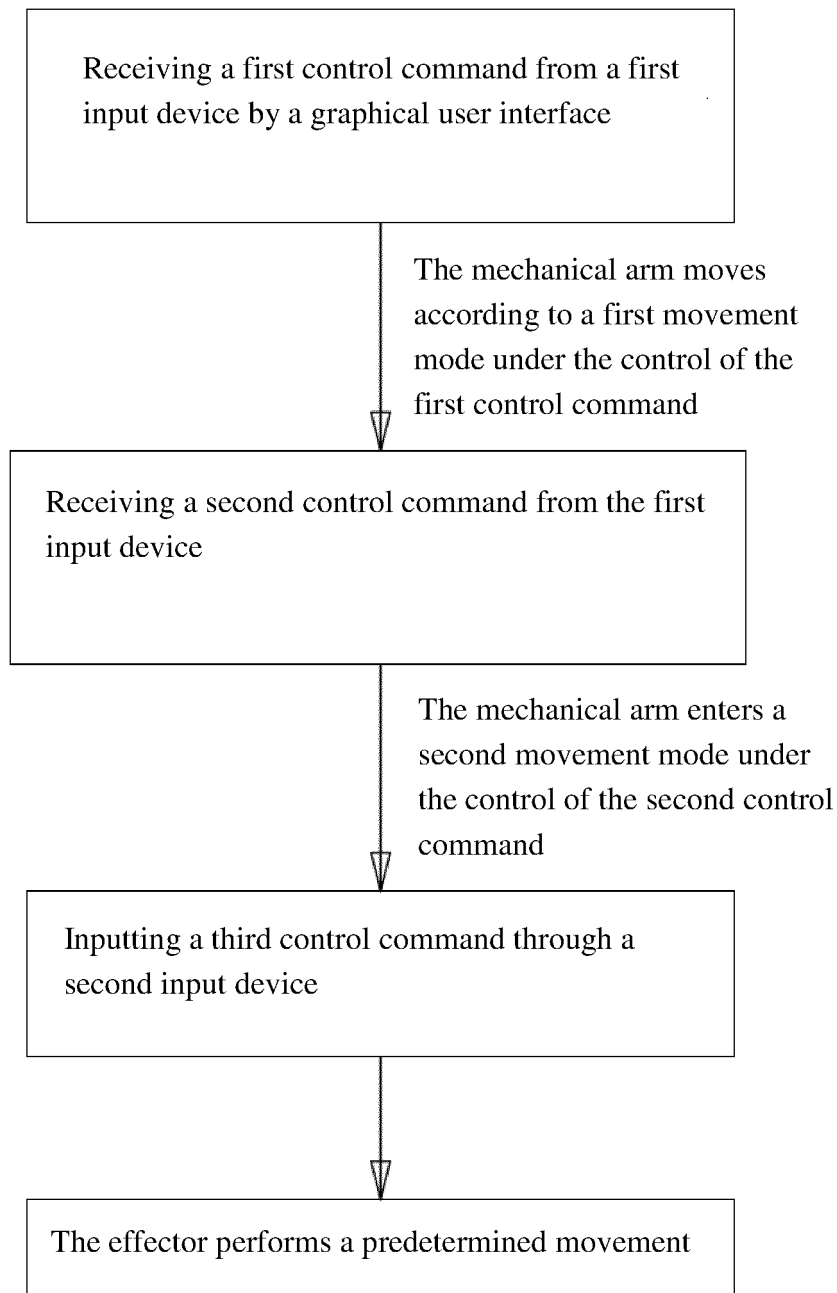 Receiving a first control command from a first
input device by a graphical user interface
The mechanical arm moves
according to a first movement
mode under the control of the
first control command
Receiving a second control command from the first
input device
The mechanical arm enters a
second movement mode under
the control of the second control
command
Inputting a third control command through a
second input device
The effector performs a predetermined movement